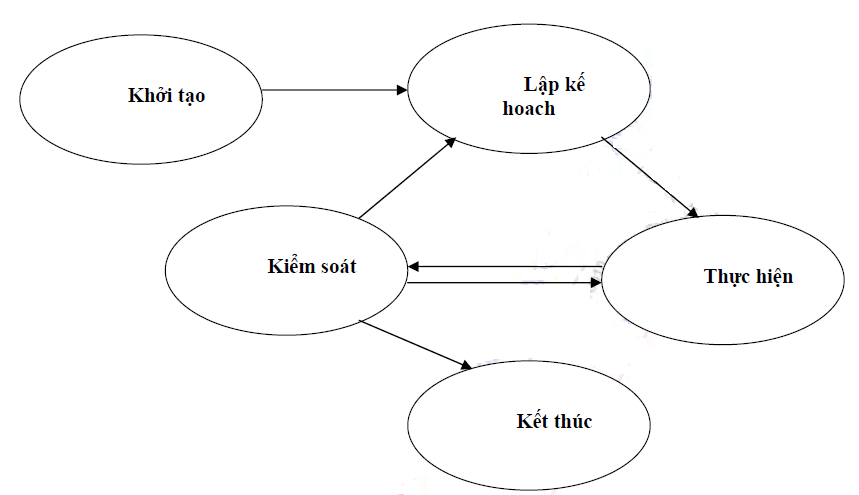 Khởi tạo
Lập kế
hoach
Kiểm soát
Thực hiện
Kết thúc